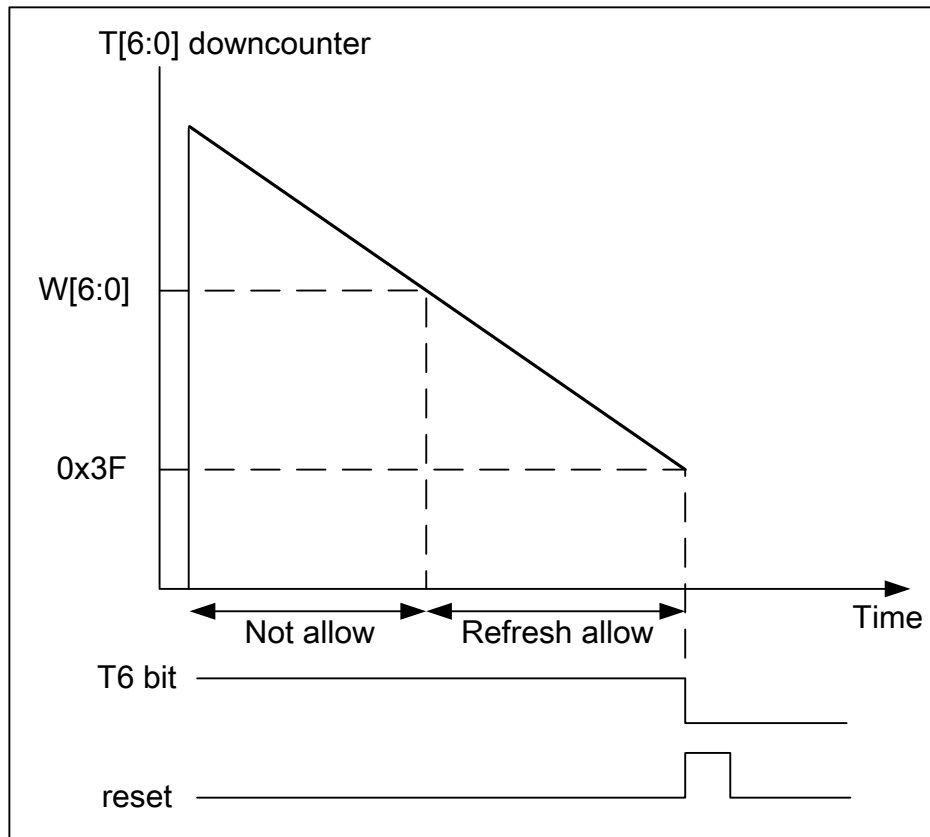 T[6:0] downcounter
W[6:0]
0x3F
Time
Not allow
Refresh allow
T6 bit
reset